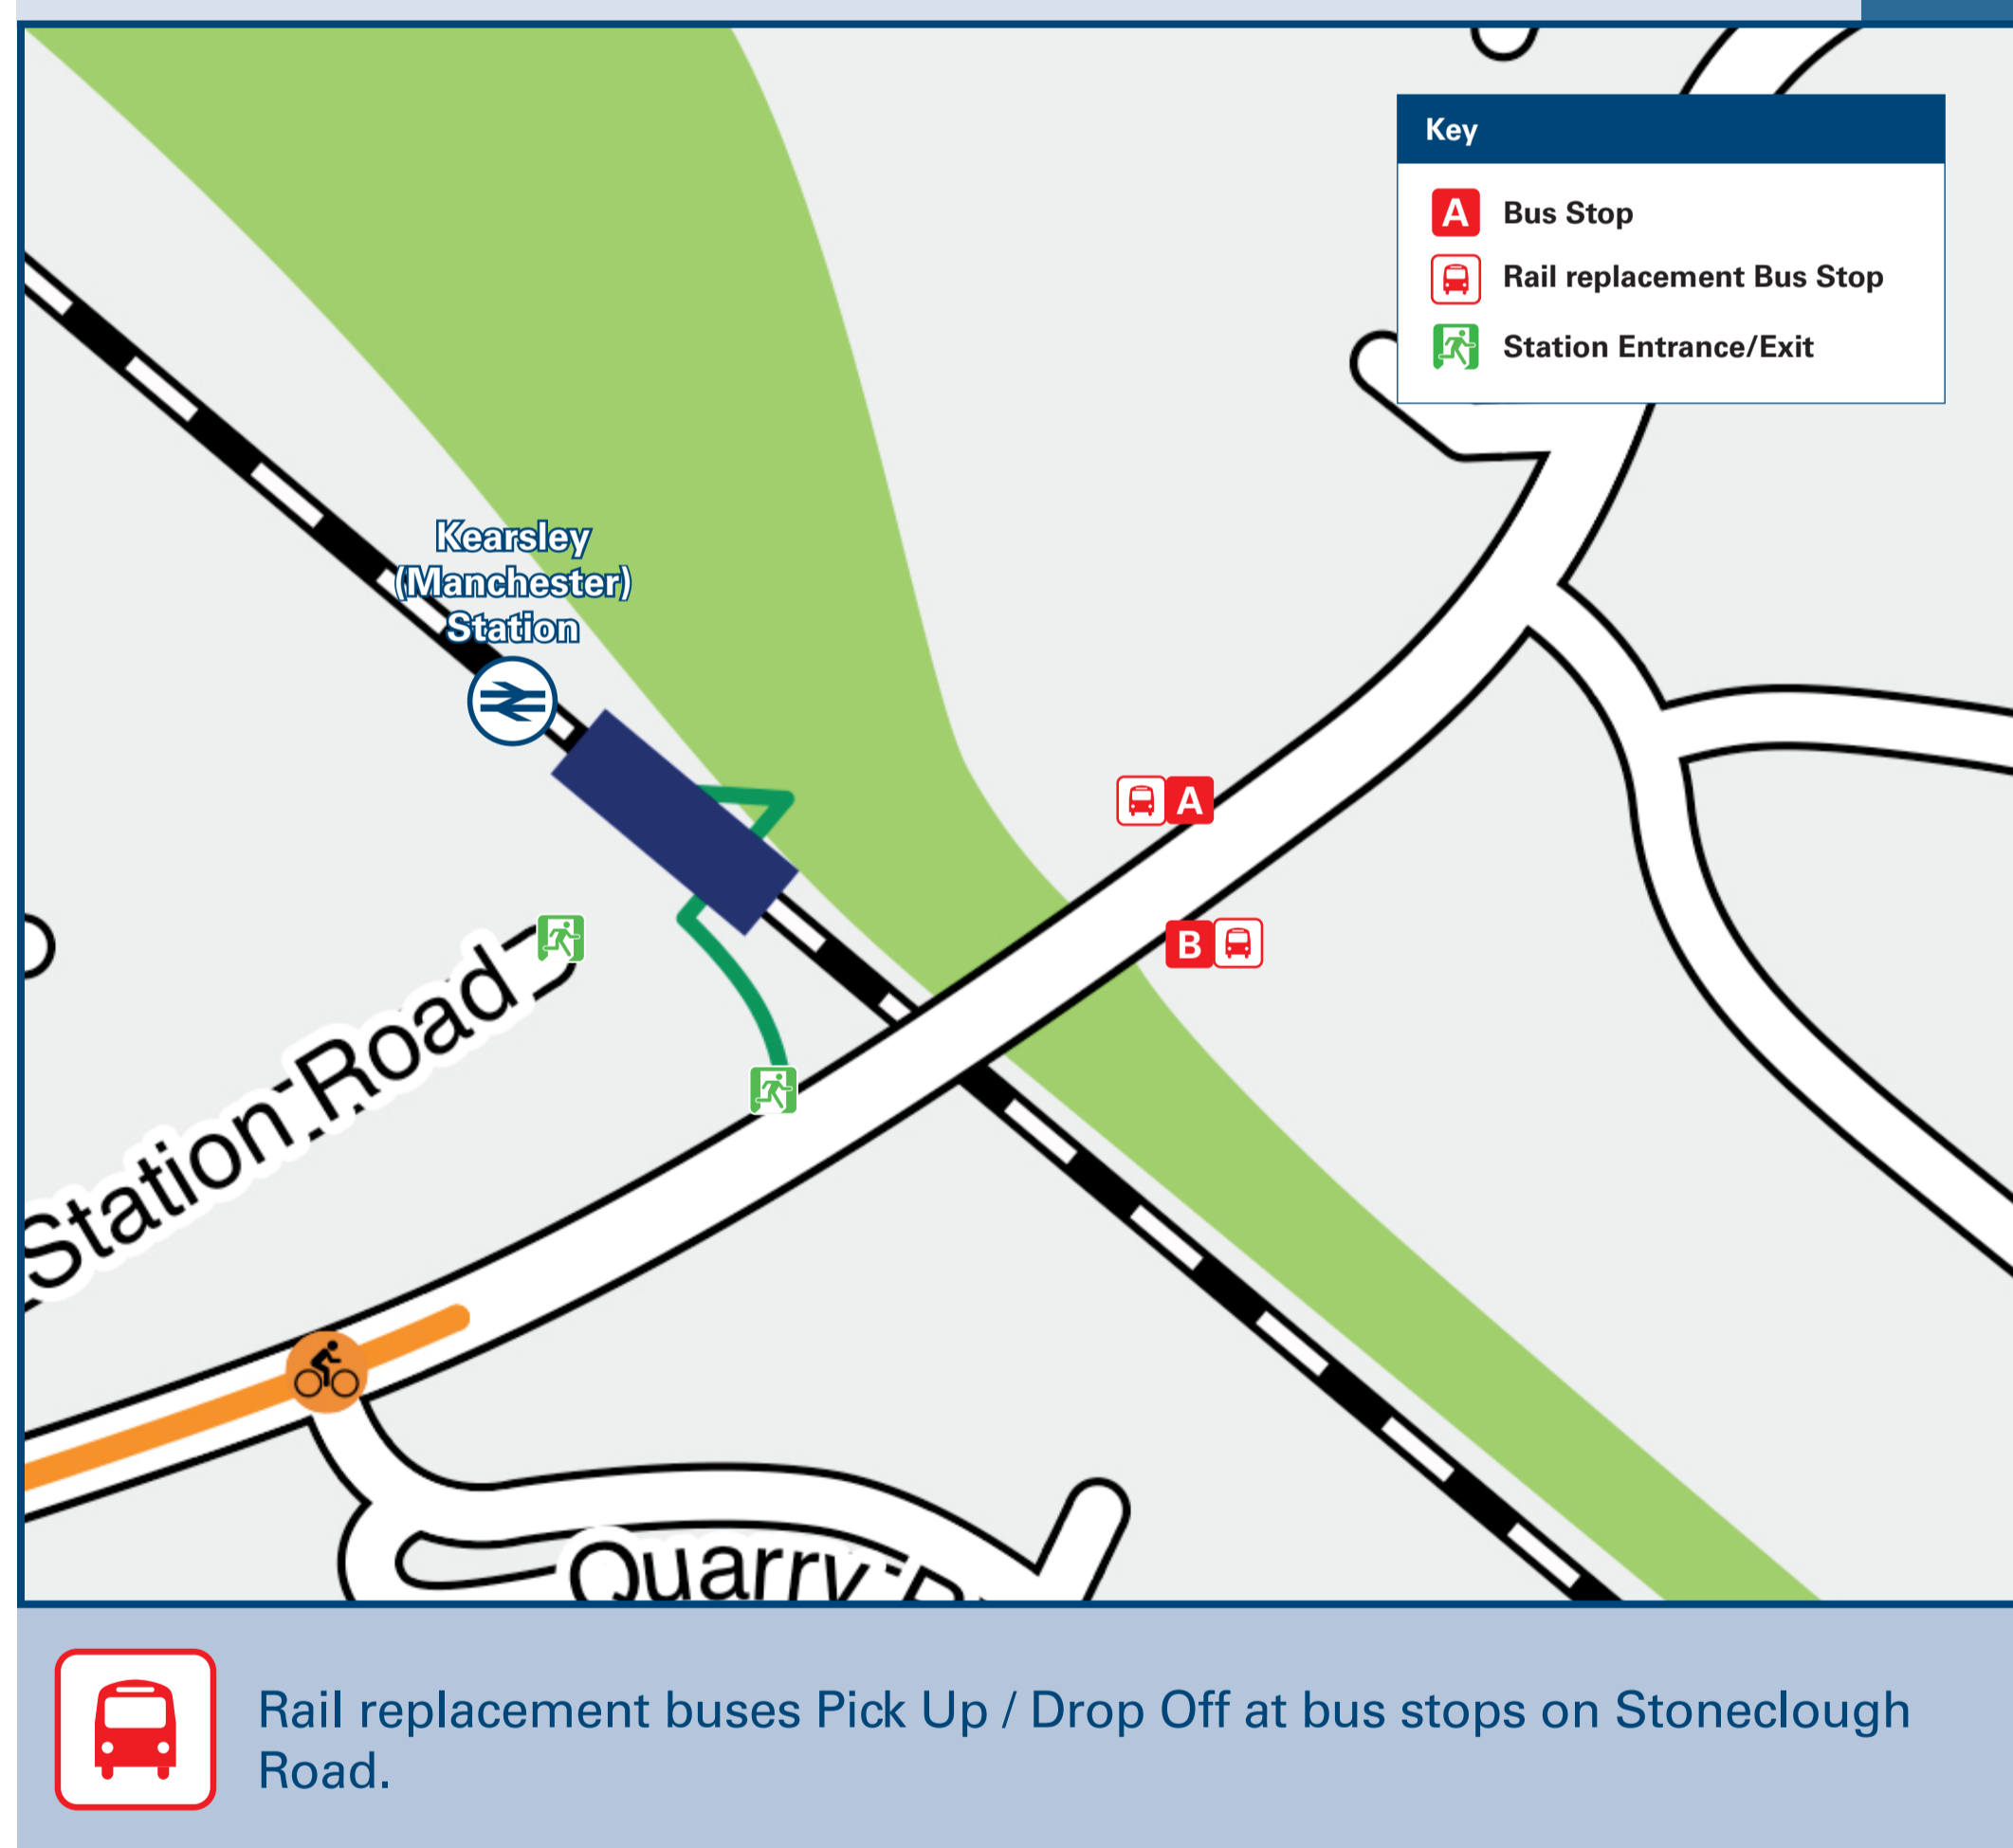 Key
A Bus Stop
Rail replacement Bus Stop
Station Entrance/Exit
Kearsley
(Manchester)
Station
A
B
Station Road
Quarry
Rail replacement buses Pick Up / Drop Off at bus stops on Stoneclough
Road.